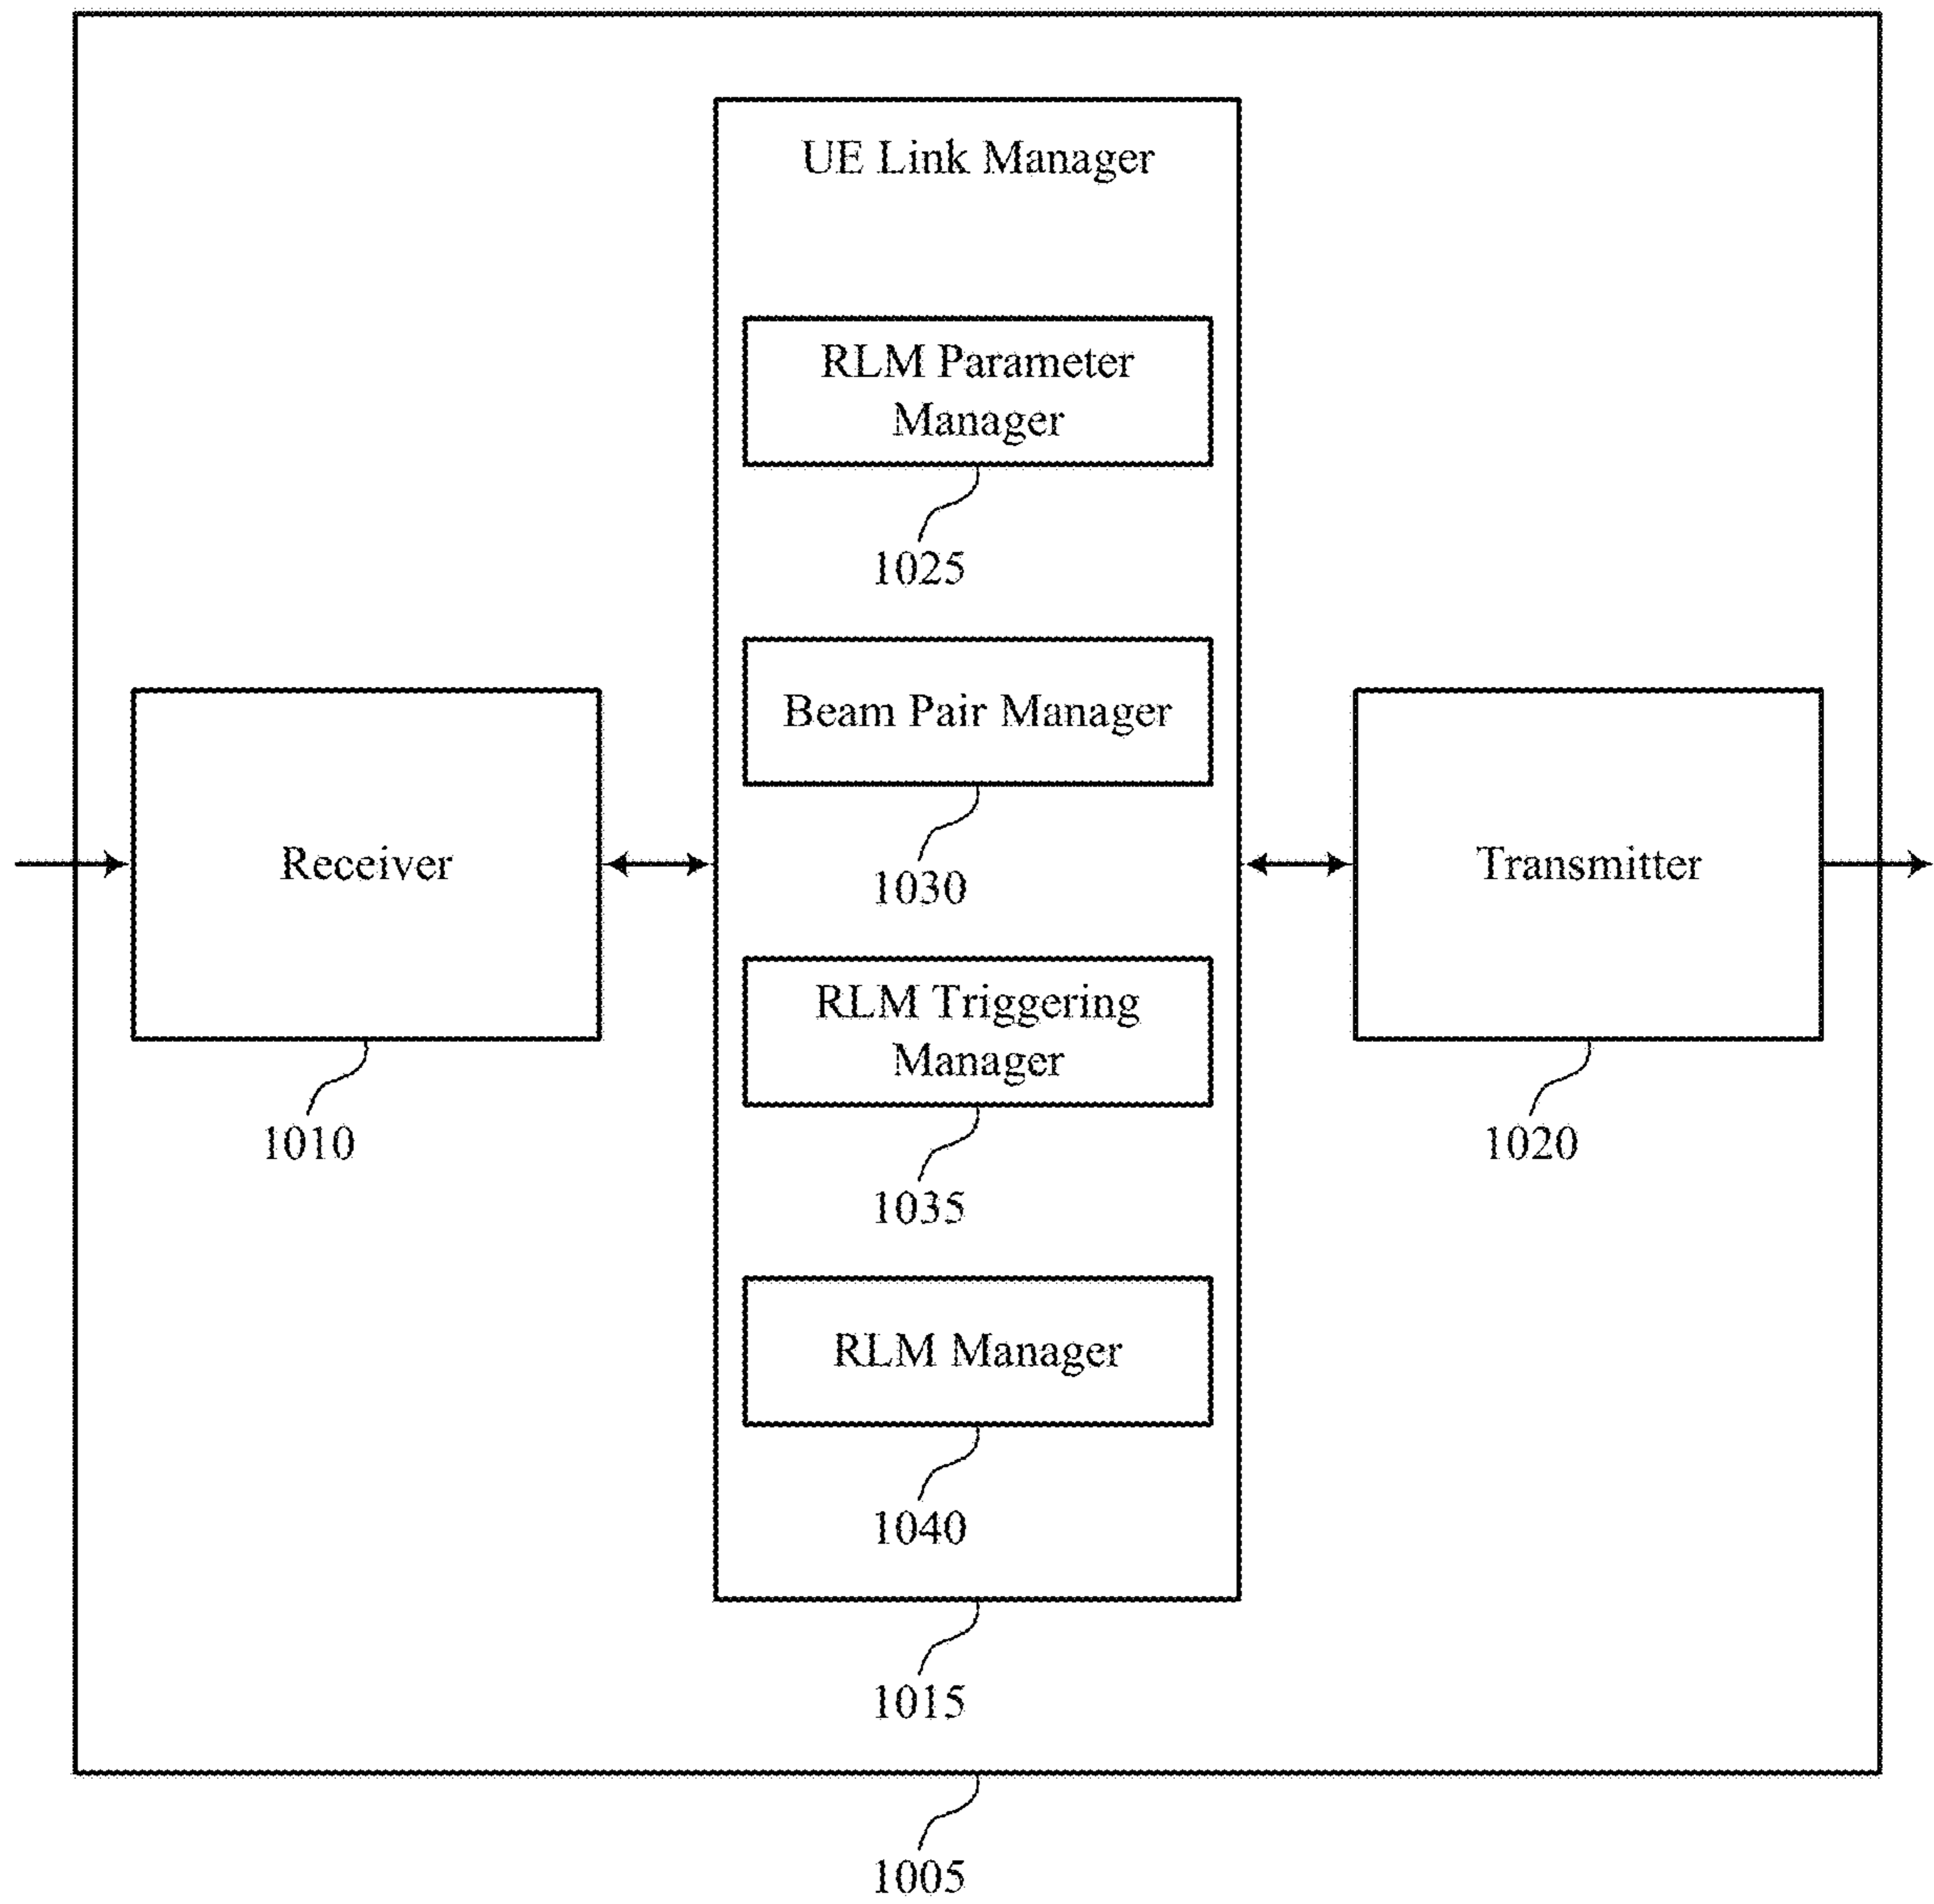 UE Link Manager
RLM Parameter
Manager
1025
Beam Pair Manager
1030
Receiver
1010
Transmitter
1020
RLM Triggering
Manager
1035
RLM Manager
1040
1015
1005